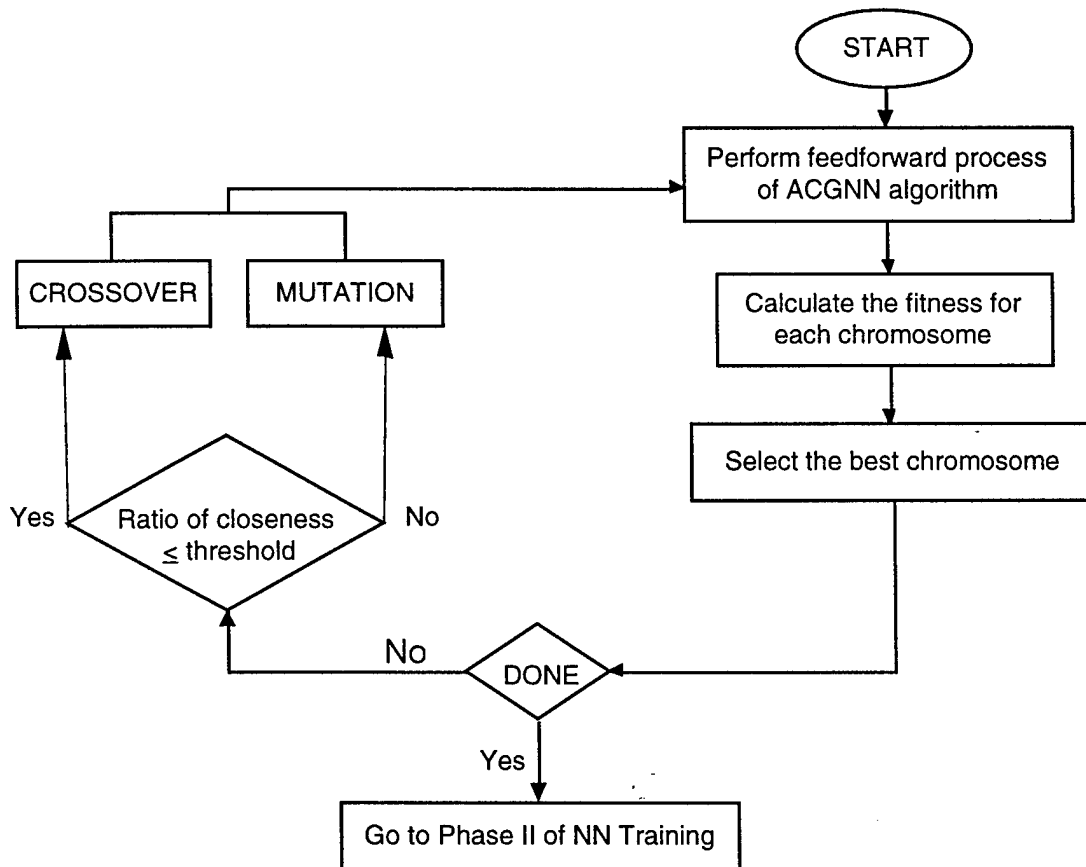 START
Perform feedforward process
of ACGNN algorithm
CROSSOVER
MUTATION
Calculate the fitness for
each chromosome
Select the best chromosome
Yes
Ratio of closeness
≤ threshold
No
No
DONE
Yes
Go to Phase II of NN Training